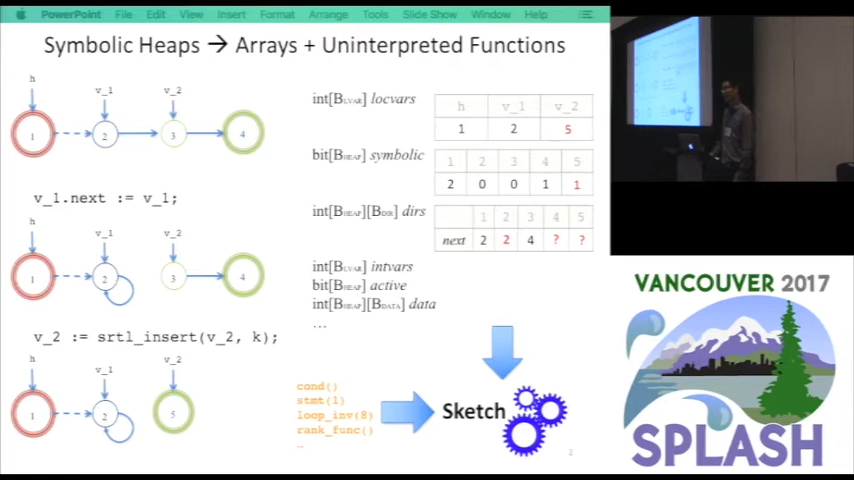 PowerPoint File Edit View Insert Format Arrange Tools Slide Show Window Help
Symbolic Heaps → Arrays + Uninterpreted Functions
h
v_1 v_2
1 2 3 4
v_1.next := v_1;
h
v_1 v_2
1 2 3 4
v_2 := srtl_insert(v_2, k);
h
v_1 v_2
1 2 5
int[BLVAR] locvars
h v_1 v_2
1 2 5
bit[BHEAP] symbolic
1 2 3 4 5
2 0 0 1 1
int[BHEAP][BDIR] dirs
1 2 3 4 5
next 2 2 4 ? ?
int[BLVAR] intvars
bit[BHEAP] active
int[BHEAP][BDATA] data
...
cond()
stmt(1)
loop_inv(8)
rank_func()
…
Sketch
2
VANCOUVER 2017
SPLASH